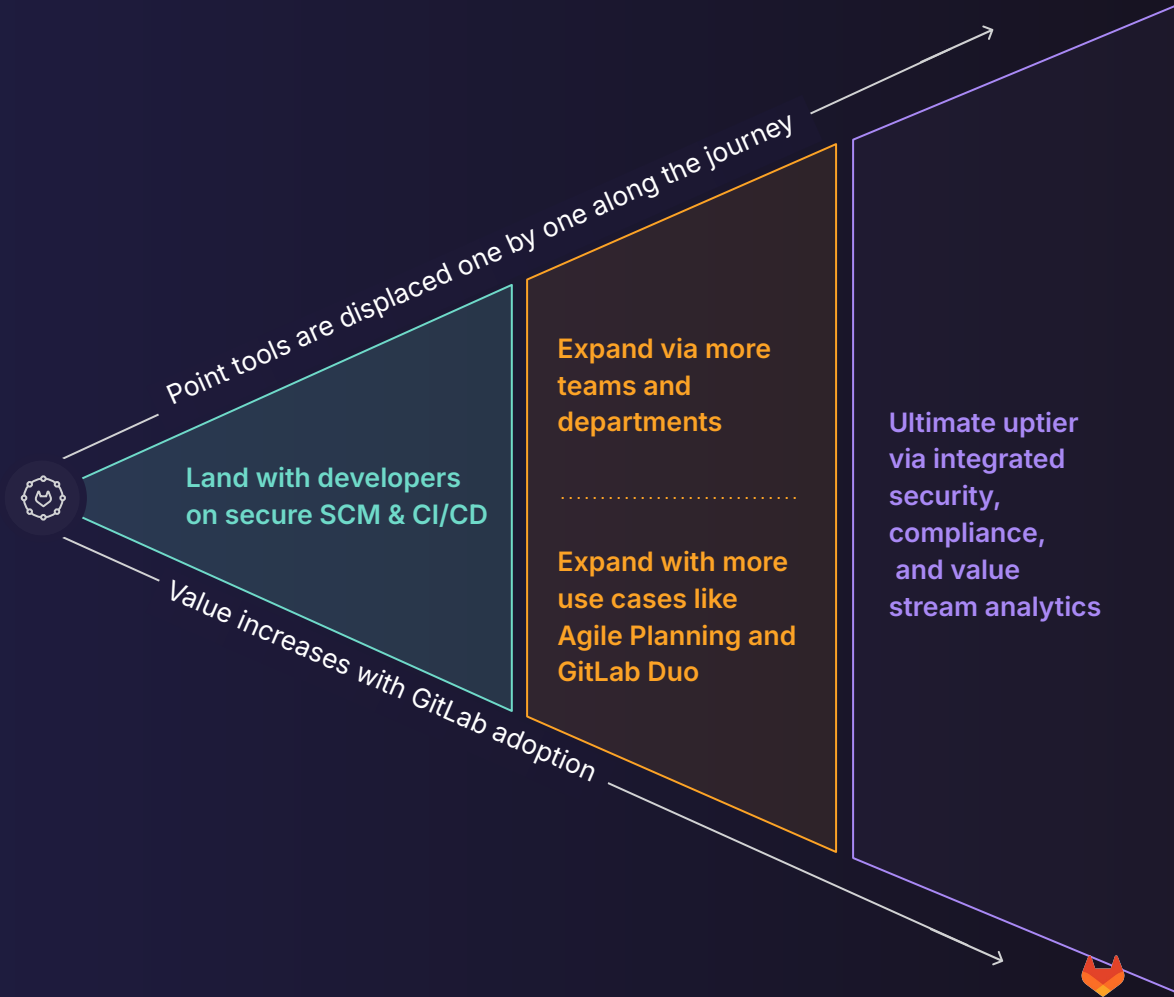 Point tools are displaced one by one along the journey
Land with developers
on secure SCM & CI/CD
Value increases with GitLab adoption
Expand via more
teams and
departments
Expand with more
use cases like
Agile Planning and
GitLab Duo
Ultimate uptier
via integrated
security,
compliance,
and value
stream analytics